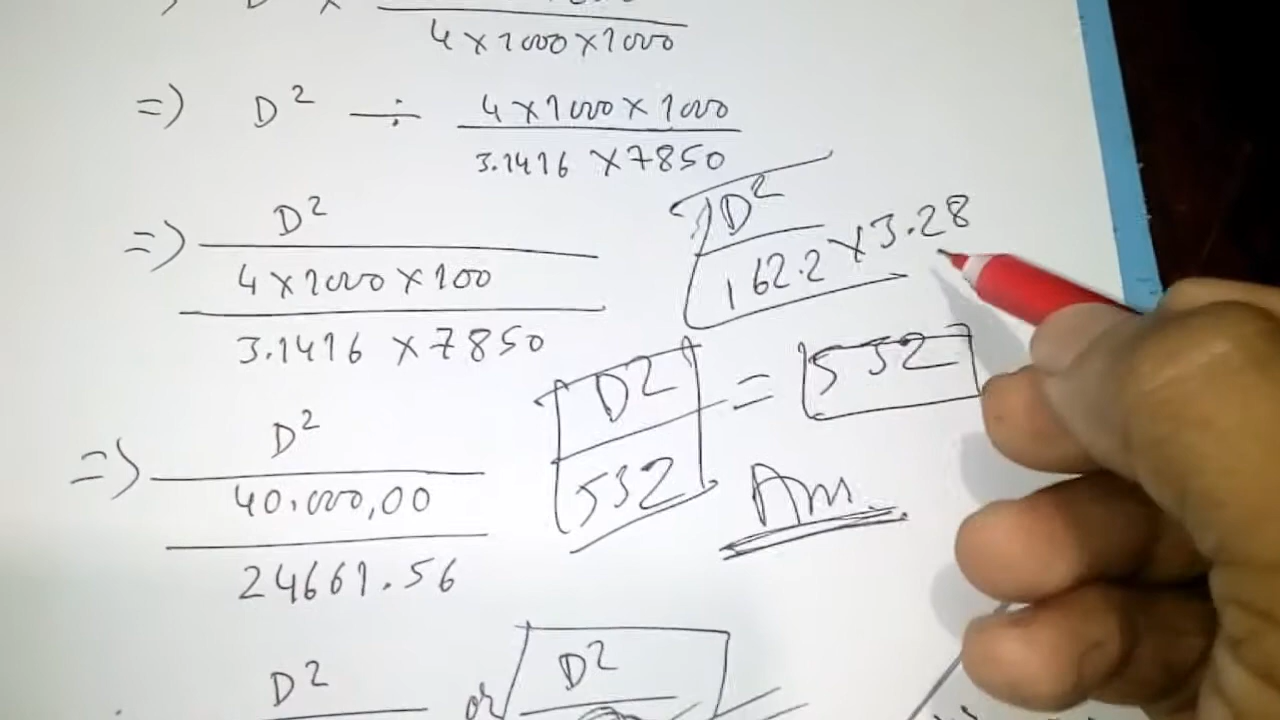 4×1000×1000
=) D² ÷ 4×1000×1000
3.1416 ×7850
=) D²
4×1000×100
3.1416 ×7850
D²
162.2 ×3.28
D2 = 532
532
Am
=) D²
40.000,00
24661.56
D² or D²